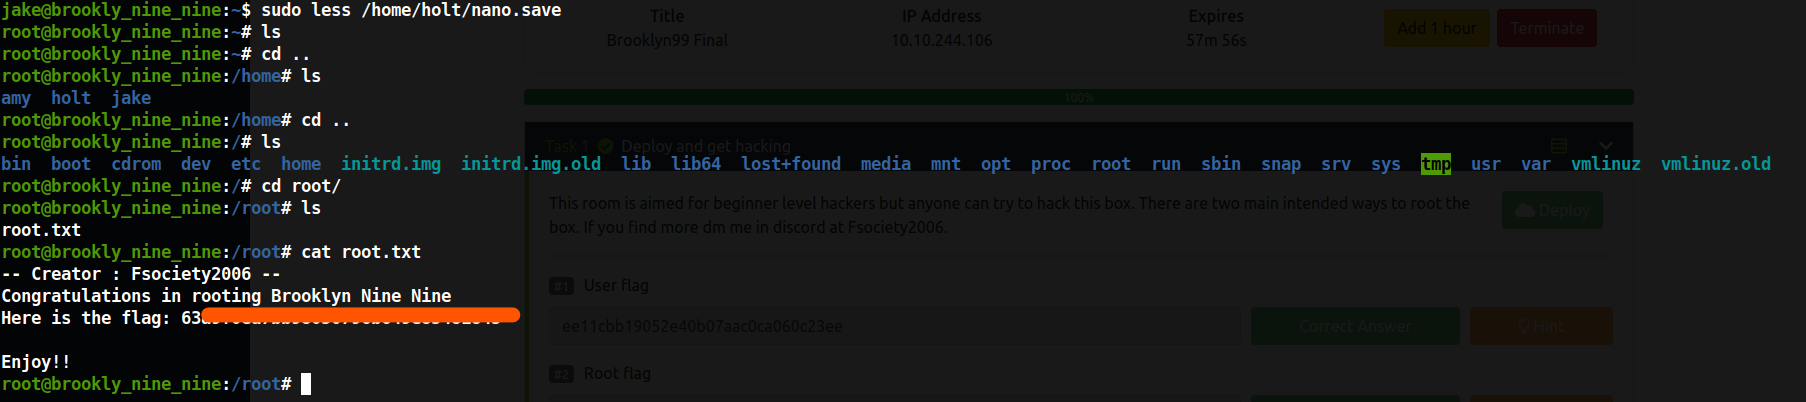 jake@brookly_nine_nine:~$ sudo less /home/holt/nano.save
root@brookly_nine_nine:~# ls
root@brookly_nine_nine:~# cd ..
root@brookly_nine_nine:/home# ls
amy holt jake
root@brookly_nine_nine:/home# cd ..
root@brookly_nine_nine:/# ls
bin boot cdrom dev etc home initrd.img initrd.img.old lib lib64 lost+found media mnt opt proc root run sbin snap srv sys tmp usr var vmlinuz vmlinuz.old
root@brookly_nine_nine:/# cd root/
root@brookly_nine_nine:/root# ls
root.txt
root@brookly_nine_nine:/root# cat root.txt
-- Creator : Fsociety2006 --
Congratulations in rooting Brooklyn Nine Nine
Here is the flag:
Enjoy!!
root@brookly_nine_nine:/root#
Title IP Address Expires
Brooklyn99 Final 10.10.244.106 57m 56s
Add 1 hour Terminate
100%
Task 1 Deploy and get hacking
This room is aimed for beginner level hackers but anyone can try to hack this box. There are two main intended ways to root the
box. If you find more dm me in discord at Fsociety2006.
Deploy
#1 User flag
ee11cbb19052e40b07aac0ca060c23ee
Correct Answer Hint
#2 Root flag